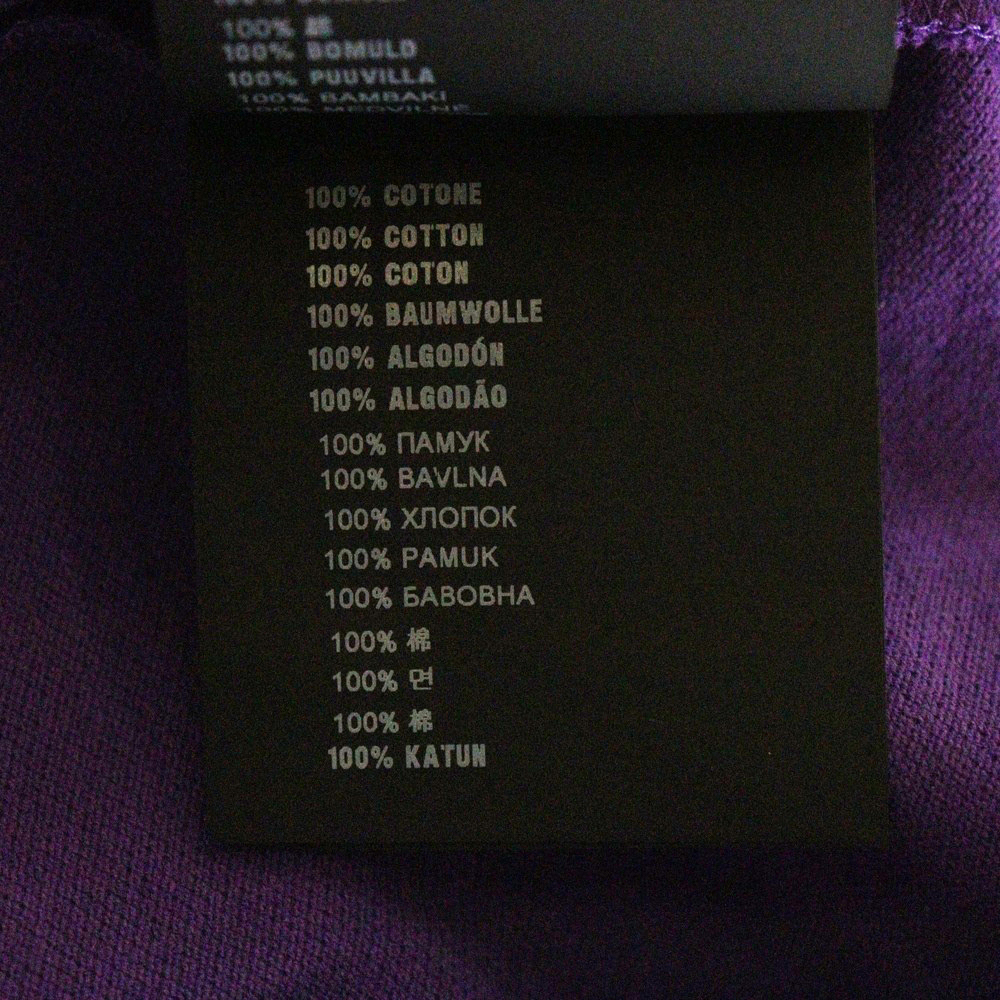 100% 棉
100% BOMULD
100% PUUVILLA
100% BAMBAKI
100% COTONE
100% COTTON
100% COTON
100% BAUMWOLLE
100% ALGODÓN
100% ALGODÃO
100% ПАМУК
100% BAVLNA
100% ХЛОПОК
100% PAMUK
100% БАВОВНА
100% 棉
100% 면
100% 棉
100% KATUN